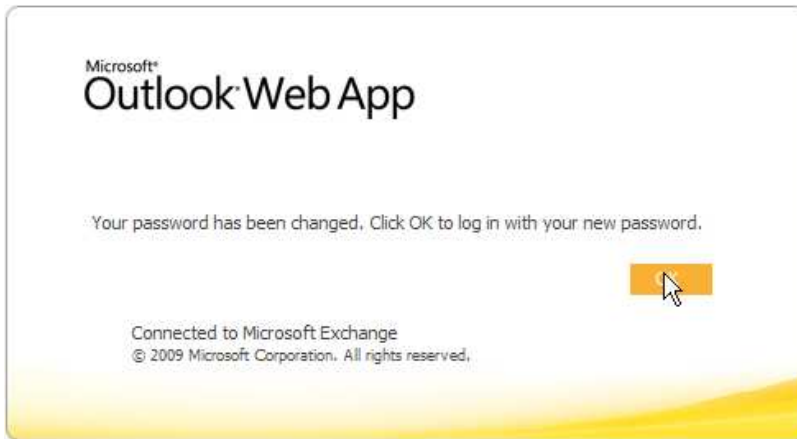 Microsoft®
Outlook Web App
Your password has been changed. Click OK to log in with your new password.
OK
Connected to Microsoft Exchange
© 2009 Microsoft Corporation. All rights reserved.